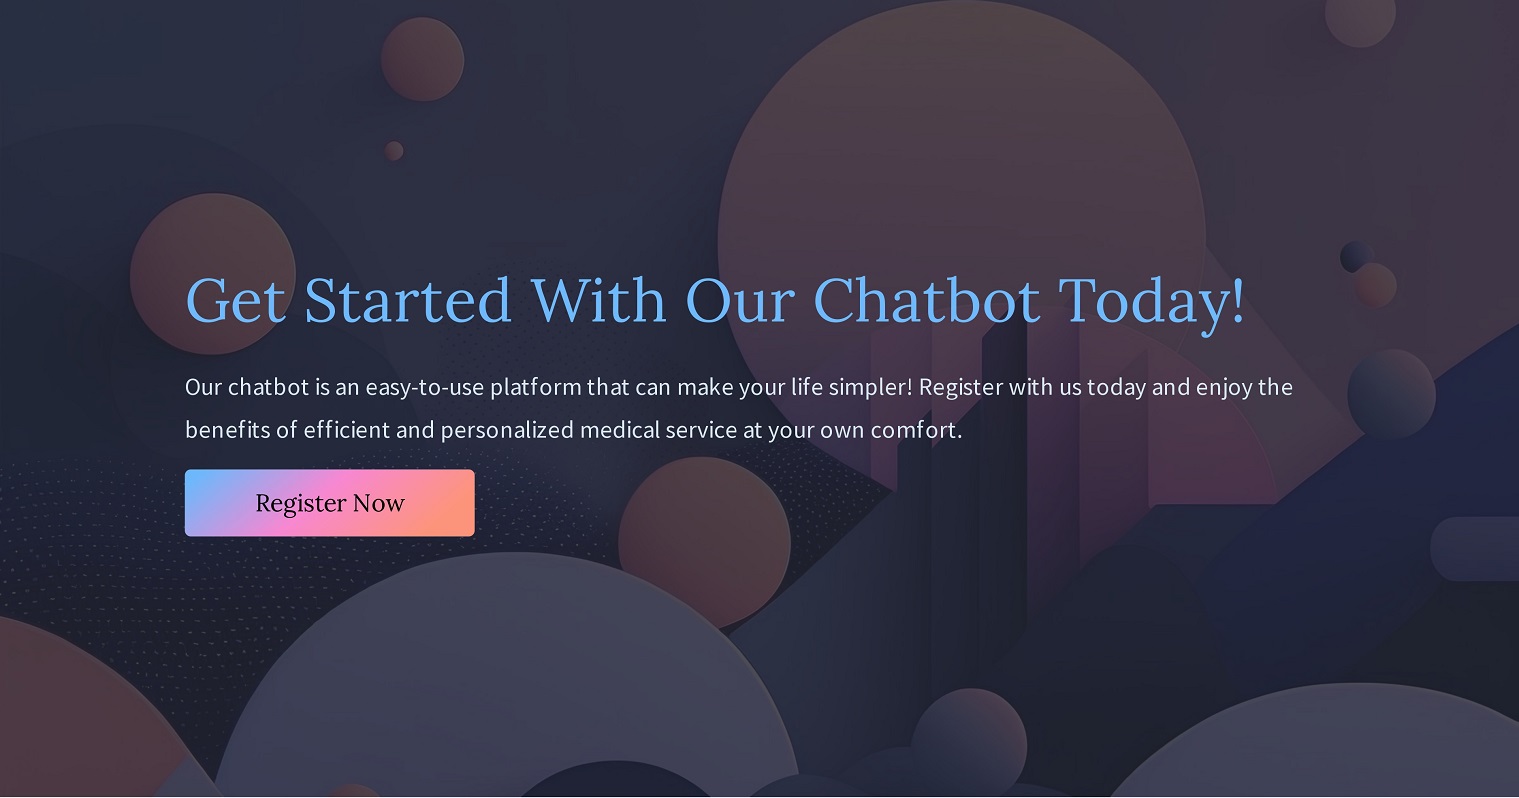 Get Started With Our Chatbot Today!
Our chatbot is an easy-to-use platform that can make your life simpler! Register with us today and enjoy the
benefits of efficient and personalized medical service at your own comfort.
Register Now